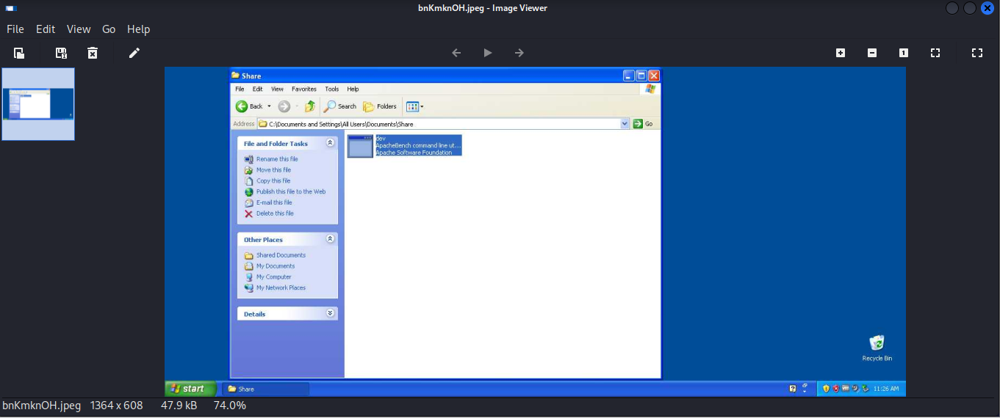 bnKmknOH.jpeg - Image Viewer
File Edit View Go Help
Share
File Edit View Favorites Tools Help
Back Search Folders
Address C:\Documents and Settings\All Users\Documents\Share Go
File and Folder Tasks
Rename this file
Move this file
Copy this file
Publish this file to the Web
E-mail this file
Delete this file
Other Places
Shared Documents
My Documents
My Computer
My Network Places
Details
dev
ApacheBench command line ut...
Apache Software Foundation
Recycle Bin
start Share 11:26 AM
bnKmknOH.jpeg 1364 x 608 47.9 kB 74.0%